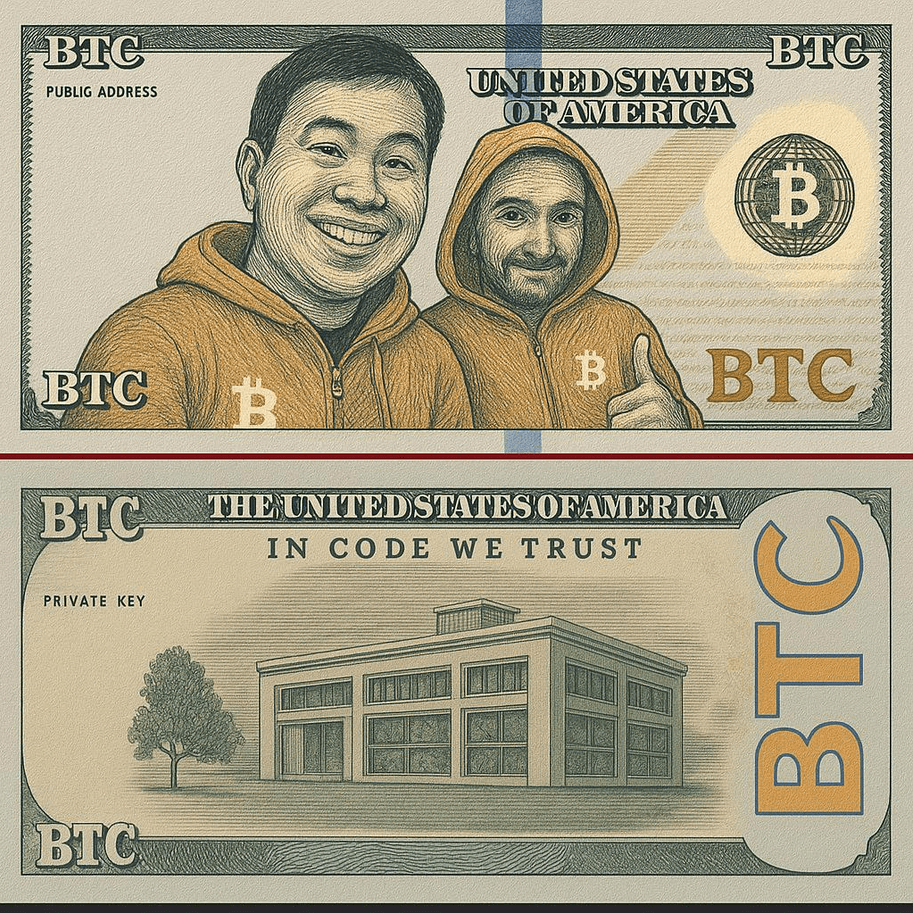 BTC
BTC
PUBLIG ADDRESS
UNITED STATES
OF AMERICA
₿
BTC
BTC
₿
₿
BTC
THE UNITED STATES OF AMERICA
IN CODE WE TRUST
PRIVATE KEY
BTC
BTC